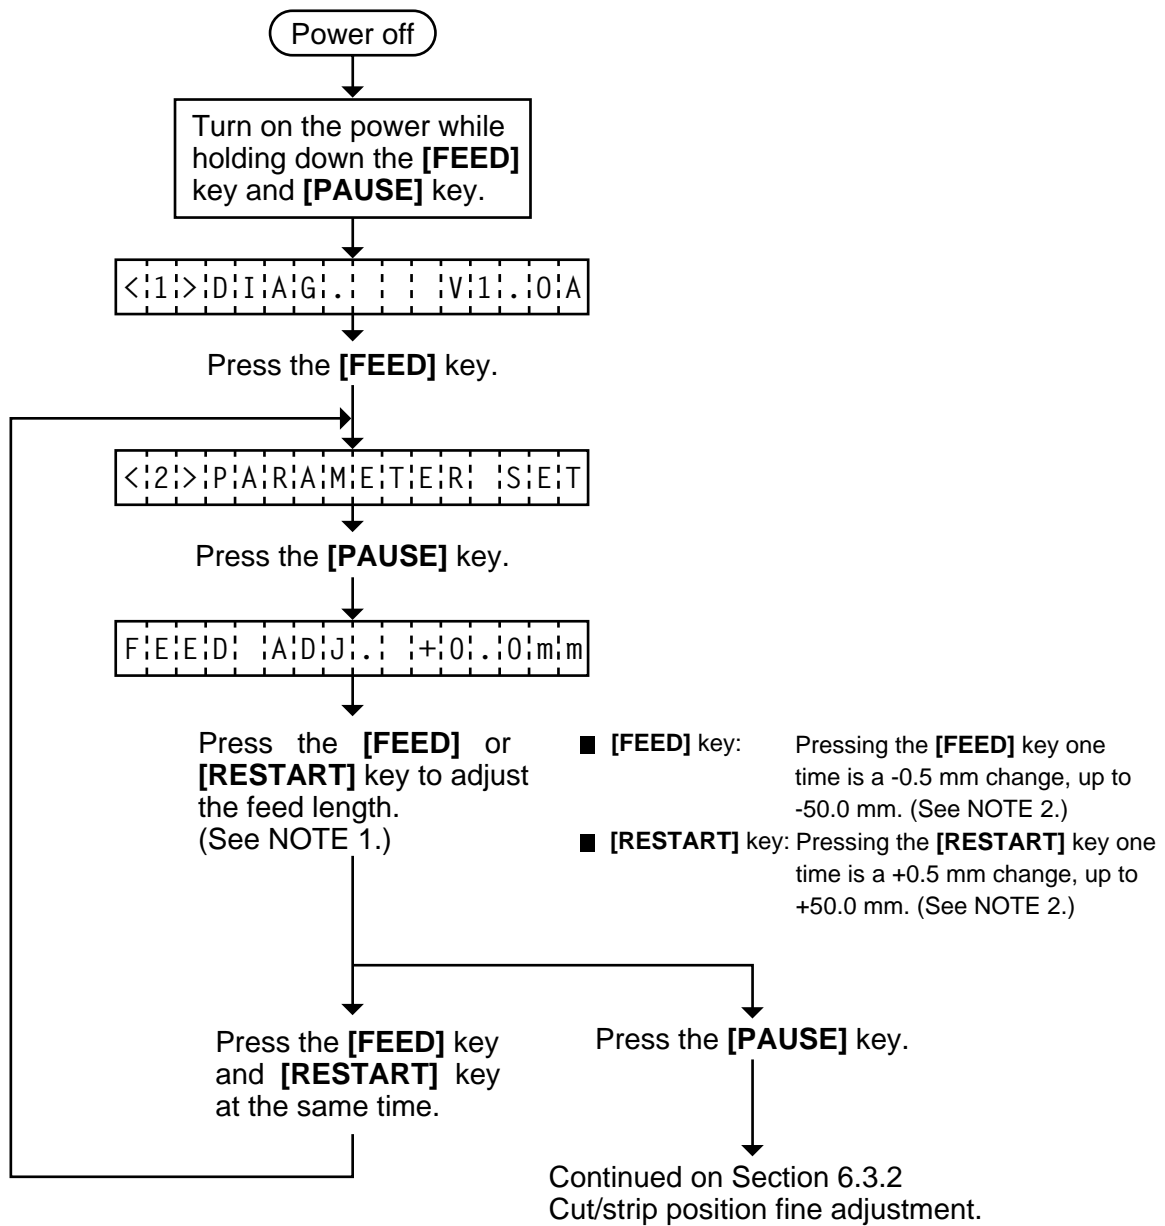 Power off
Turn on the power while
holding down the [FEED]
key and [PAUSE] key.
<1>DIAG.   V1.0A
Press the [FEED] key.
<2>PARAMETER SET
Press the [PAUSE] key.
FEED ADJ. +0.0mm
Press the [FEED] or
[RESTART] key to adjust
the feed length.
(See NOTE 1.)
■ [FEED] key: Pressing the [FEED] key one
time is a -0.5 mm change, up to
-50.0 mm. (See NOTE 2.)
■ [RESTART] key: Pressing the [RESTART] key one
time is a +0.5 mm change, up to
+50.0 mm. (See NOTE 2.)
Press the [FEED] key
and [RESTART] key
at the same time.
Press the [PAUSE] key.
Continued on Section 6.3.2
Cut/strip position fine adjustment.